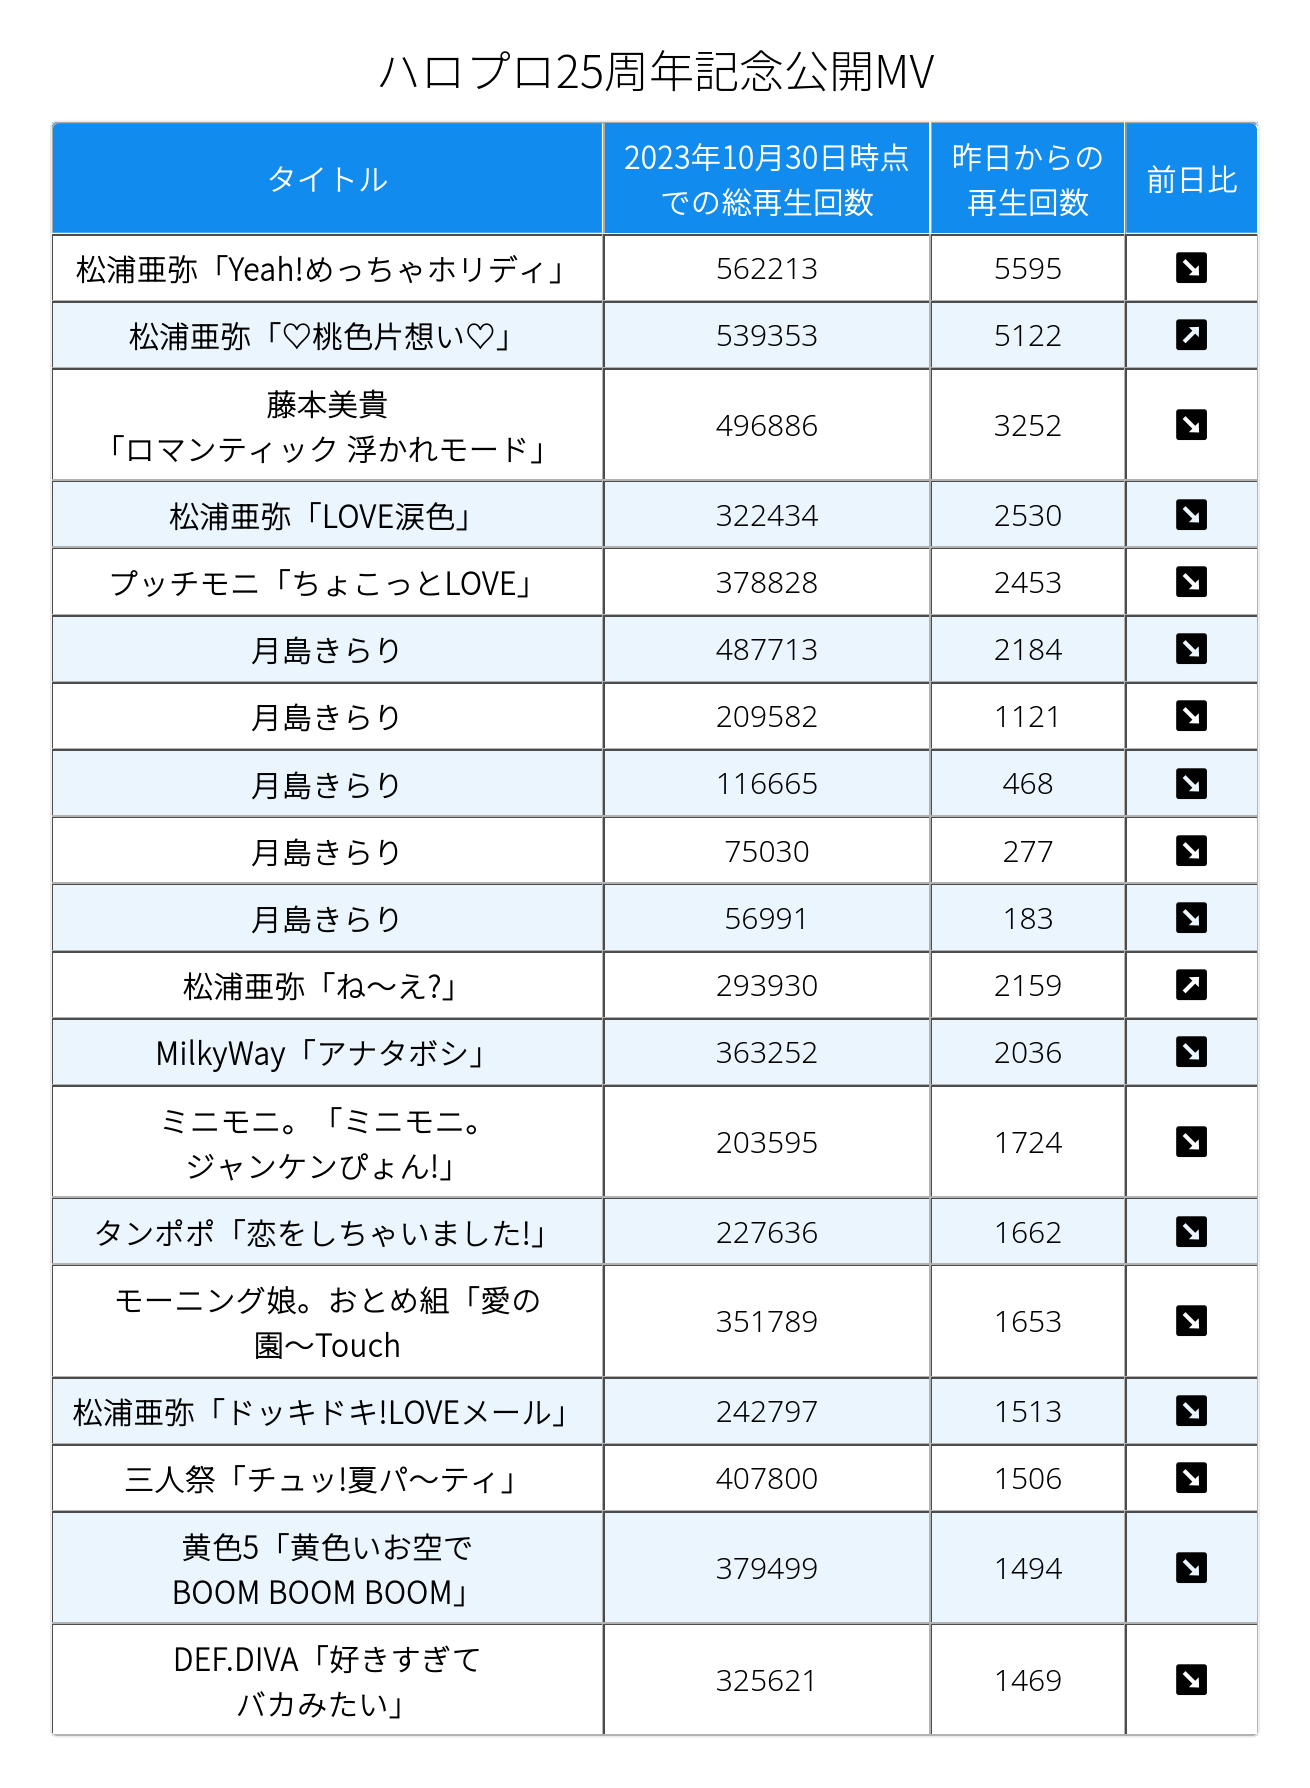 ハロプロ25周年記念公開MV
タイトル
2023年10月30日時点
での総再生回数
昨日からの
再生回数
前日比
松浦亜弥「Yeah!めっちゃホリディ」 562213 5595 ↘
松浦亜弥「♡桃色片想い♡」 539353 5122 ↗
藤本美貴
「ロマンティック 浮かれモード」 496886 3252 ↘
松浦亜弥「LOVE涙色」 322434 2530 ↘
プッチモニ「ちょこっとLOVE」 378828 2453 ↘
月島きらり 487713 2184 ↘
月島きらり 209582 1121 ↘
月島きらり 116665 468 ↘
月島きらり 75030 277 ↘
月島きらり 56991 183 ↘
松浦亜弥「ね〜え?」 293930 2159 ↗
MilkyWay「アナタボシ」 363252 2036 ↘
ミニモニ。「ミニモニ。
ジャンケンぴょん!」 203595 1724 ↘
タンポポ「恋をしちゃいました!」 227636 1662 ↘
モーニング娘。おとめ組「愛の
園〜Touch 351789 1653 ↘
松浦亜弥「ドッキドキ!LOVEメール」 242797 1513 ↘
三人祭「チュッ!夏パ〜ティ」 407800 1506 ↘
黄色5「黄色いお空で
BOOM BOOM BOOM」 379499 1494 ↘
DEF.DIVA「好きすぎて
バカみたい」 325621 1469 ↘